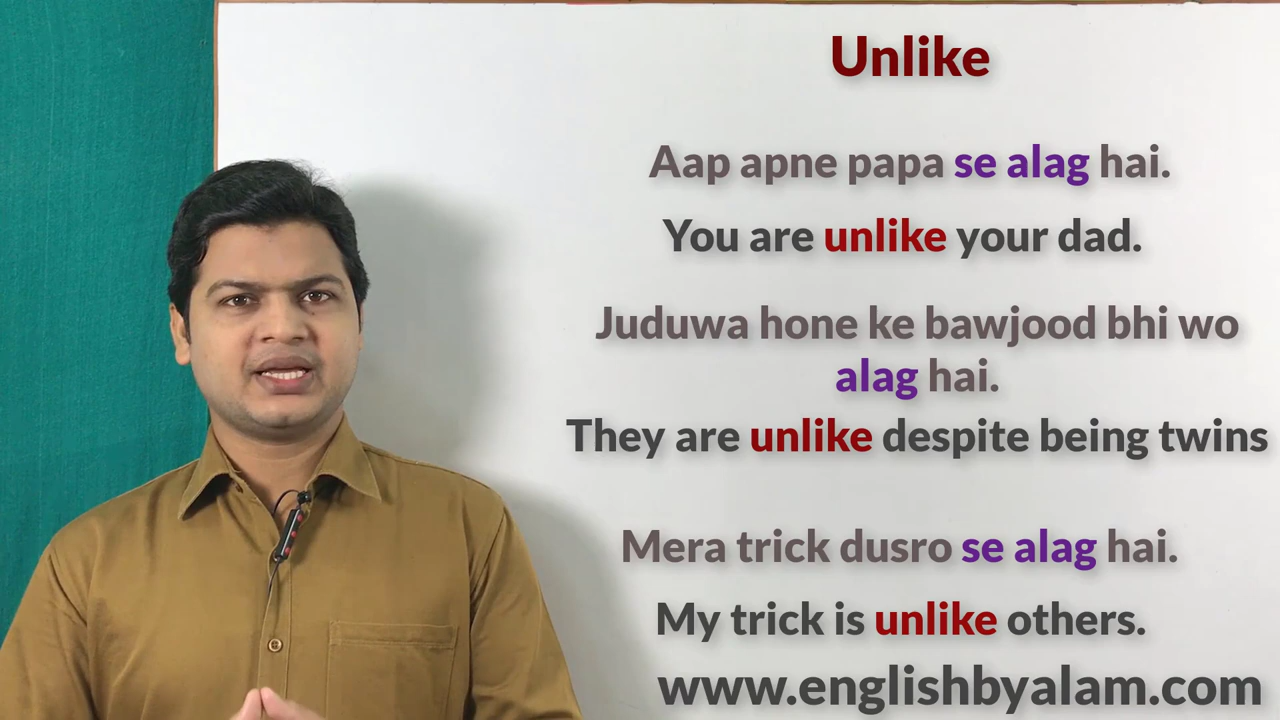 Unlike
Aap apne papa se alag hai.
You are unlike your dad.
Juduwa hone ke bawjood bhi wo
alag hai.
They are unlike despite being twins
Mera trick dusro se alag hai.
My trick is unlike others.
www.englishbyalam.com